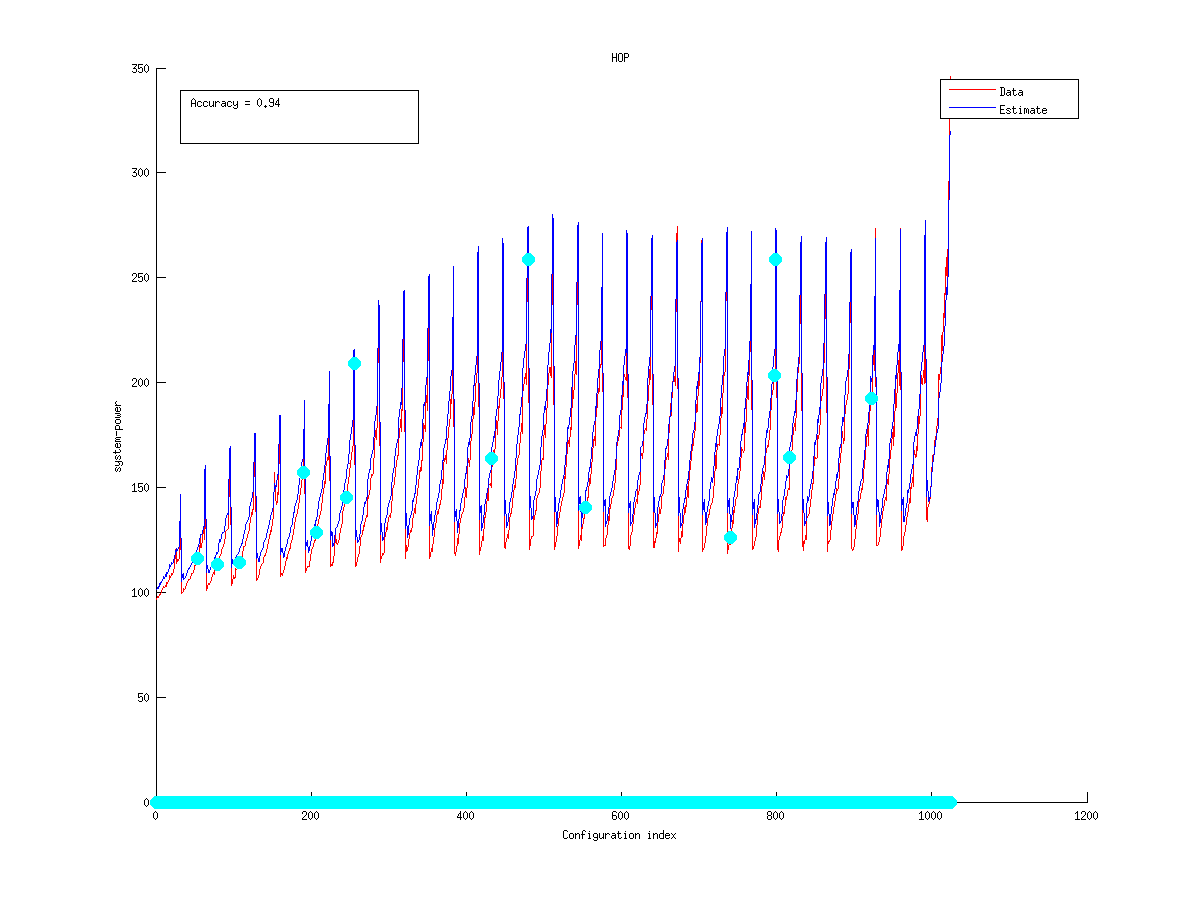 HOP
350
Accuracy = 0.94
Data
Estimate
300
250
200
150
100
50
0
system-power
0 200 400 600 800 1000 1200
Configuration index